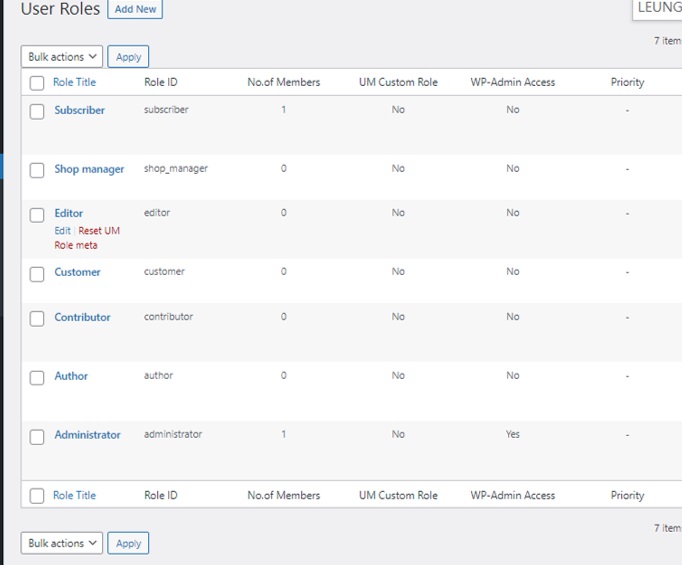 User Roles Add New
LEUNG
7 item
Bulk actions Apply
Role Title Role ID No.of Members UM Custom Role WP-Admin Access Priority
Subscriber subscriber 1 No No -
Shop manager shop_manager 0 No No -
Editor editor 0 No No -
Edit | Reset UM
Role meta
Customer customer 0 No No -
Contributor contributor 0 No No -
Author author 0 No No -
Administrator administrator 1 No Yes -
Role Title Role ID No.of Members UM Custom Role WP-Admin Access Priority
7 item
Bulk actions Apply